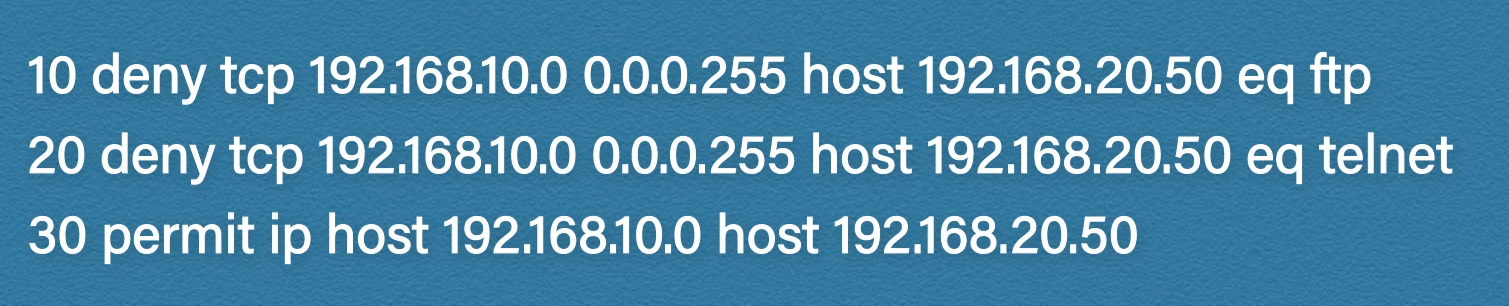 10 deny tcp 192.168.10.0 0.0.0.255 host 192.168.20.50 eq ftp
20 deny tcp 192.168.10.0 0.0.0.255 host 192.168.20.50 eq telnet
30 permit ip host 192.168.10.0 host 192.168.20.50